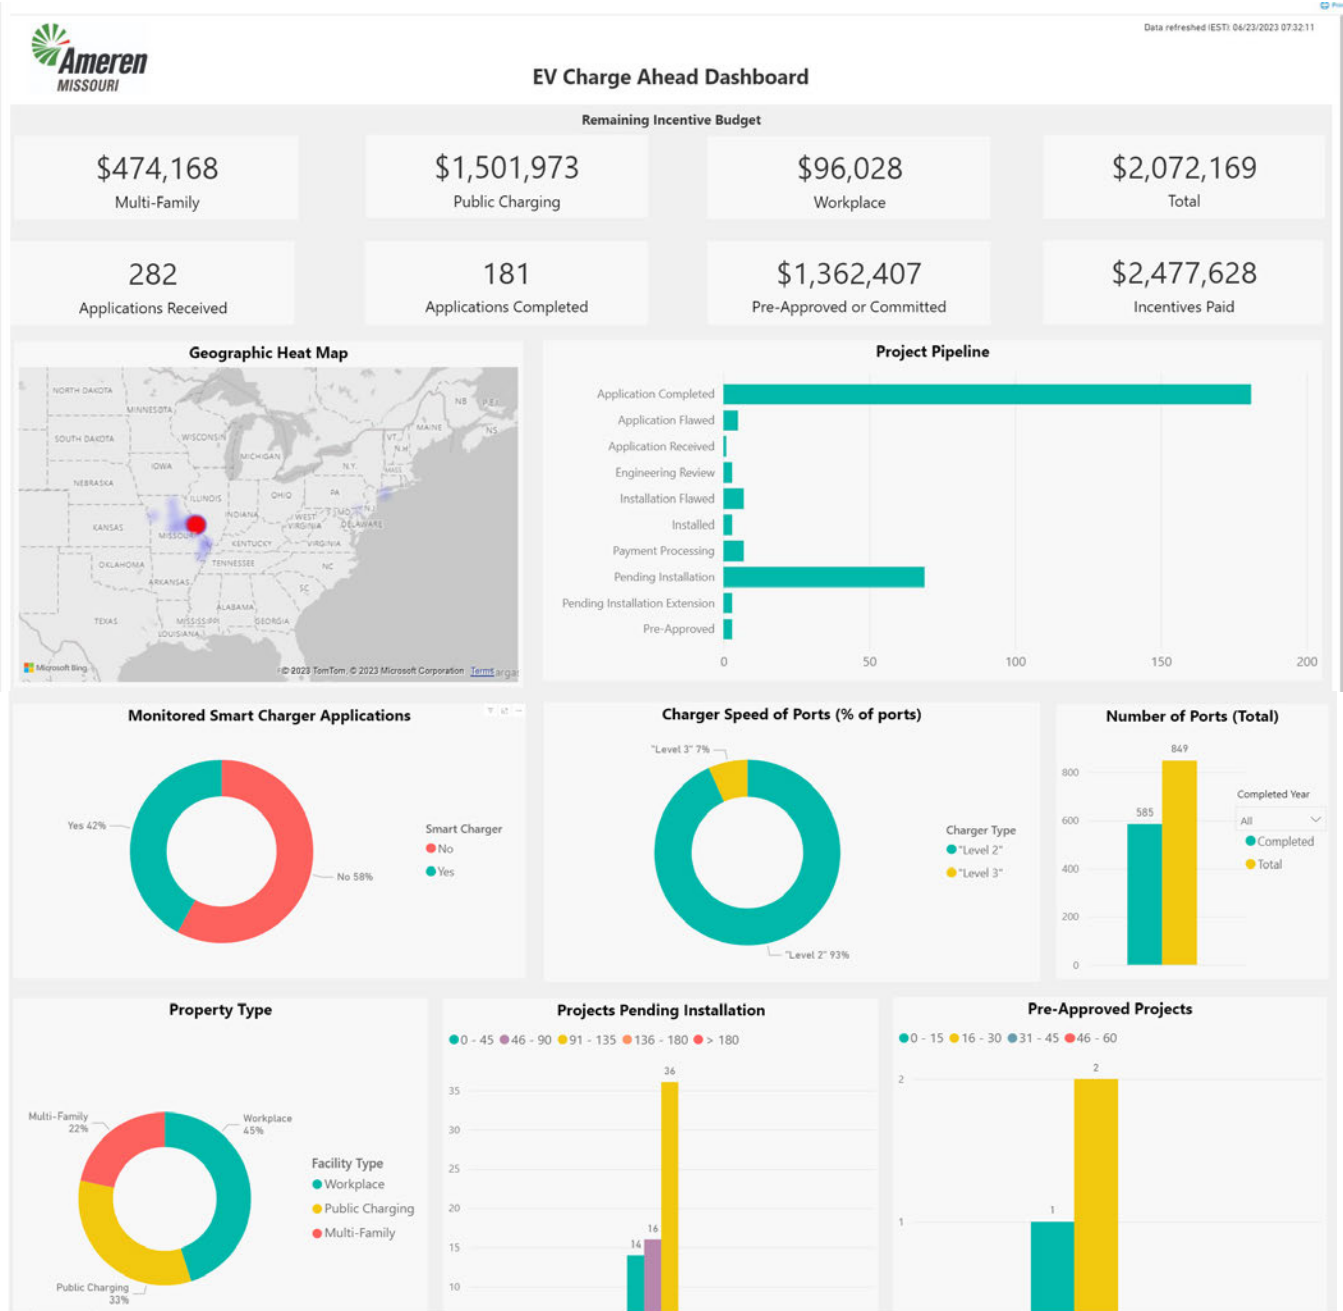 Data refreshed (EST): 06/23/2023 07:32:11
Ameren
MISSOURI
EV Charge Ahead Dashboard
Remaining Incentive Budget
$474,168
Multi-Family
$1,501,973
Public Charging
$96,028
Workplace
$2,072,169
Total
282
Applications Received
181
Applications Completed
$1,362,407
Pre-Approved or Committed
$2,477,628
Incentives Paid
Geographic Heat Map
NORTH DAKOTA
MINNESOTA
SOUTH DAKOTA
WISCONSIN
MICHIGAN
NB
P.E.I.
MAINE
NS
VT.
N.H.
MASS.
N.Y.
IOWA
NEBRASKA
ILLINOIS
INDIANA
OHIO
PA
N.J.
MD.
DELAWARE
WEST VIRGINIA
VIRGINIA
KANSAS
MISSOURI
KENTUCKY
TENNESSEE
NC
OKLAHOMA
ARKANSAS
SC
ALABAMA
TEXAS
MISSISSIPPI
GEORGIA
LOUISIANA
Microsoft Bing
© 2023 TomTom, © 2023 Microsoft Corporation Terms
Project Pipeline
Application Completed
Application Flawed
Application Received
Engineering Review
Installation Flawed
Installed
Payment Processing
Pending Installation
Pending Installation Extension
Pre-Approved
0 50 100 150 200
Monitored Smart Charger Applications
Yes 42%
No 58%
Smart Charger
No
Yes
Charger Speed of Ports (% of ports)
"Level 3" 7%
"Level 2" 93%
Charger Type
"Level 2"
"Level 3"
Number of Ports (Total)
849
585
800
600
400
200
0
Completed Year
All
Completed
Total
Property Type
Multi-Family
22%
Workplace
45%
Public Charging
33%
Facility Type
Workplace
Public Charging
Multi-Family
Projects Pending Installation
0 - 45 46 - 90 91 - 135 136 - 180 > 180
36
35
30
25
20
15
10
14
16
Pre-Approved Projects
0 - 15 16 - 30 31 - 45 46 - 60
2
2
1
1